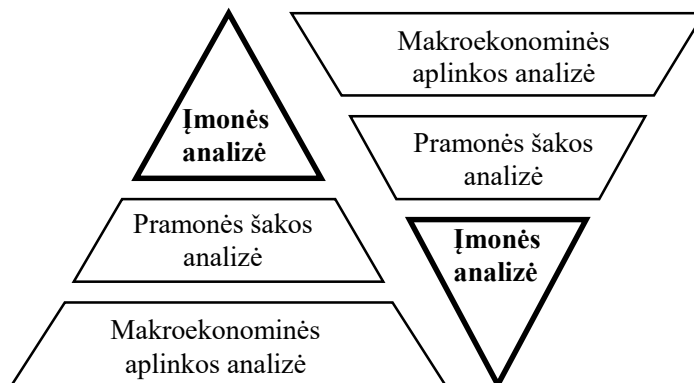 Įmonės
analizė
Pramonės šakos
analizė
Makroekonominės
aplinkos analizė
Makroekonominės
aplinkos analizė
Pramonės šakos
analizė
Įmonės
analizė